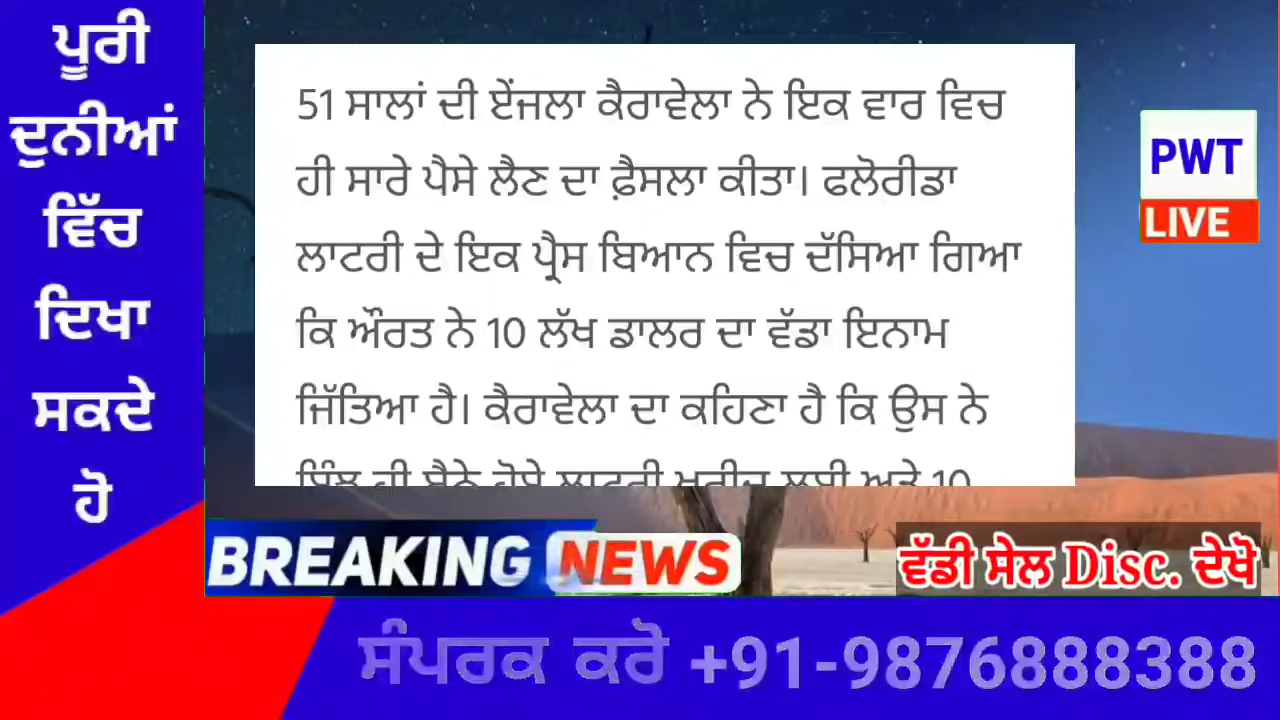 ਪੂਰੀ
ਦੁਨੀਆਂ
ਵਿੱਚ
ਦਿਖਾ
ਸਕਦੇ
ਹੋ
51 ਸਾਲਾਂ ਦੀ ਏਂਜਲਾ ਕੈਰਾਵੇਲਾ ਨੇ ਇਕ ਵਾਰ ਵਿਚ
ਹੀ ਸਾਰੇ ਪੈਸੇ ਲੈਣ ਦਾ ਫ਼ੈਸਲਾ ਕੀਤਾ। ਫਲੋਰੀਡਾ
ਲਾਟਰੀ ਦੇ ਇਕ ਪ੍ਰੈਸ ਬਿਆਨ ਵਿਚ ਦੱਸਿਆ ਗਿਆ
ਕਿ ਔਰਤ ਨੇ 10 ਲੱਖ ਡਾਲਰ ਦਾ ਵੱਡਾ ਇਨਾਮ
ਜਿੱਤਿਆ ਹੈ। ਕੈਰਾਵੇਲਾ ਦਾ ਕਹਿਣਾ ਹੈ ਕਿ ਉਸ ਨੇ
PWT
LIVE
BREAKING NEWS
ਵੱਡੀ ਸੇਲ Disc. ਦੇਖੋ
ਸੰਪਰਕ ਕਰੋ +91-9876888388